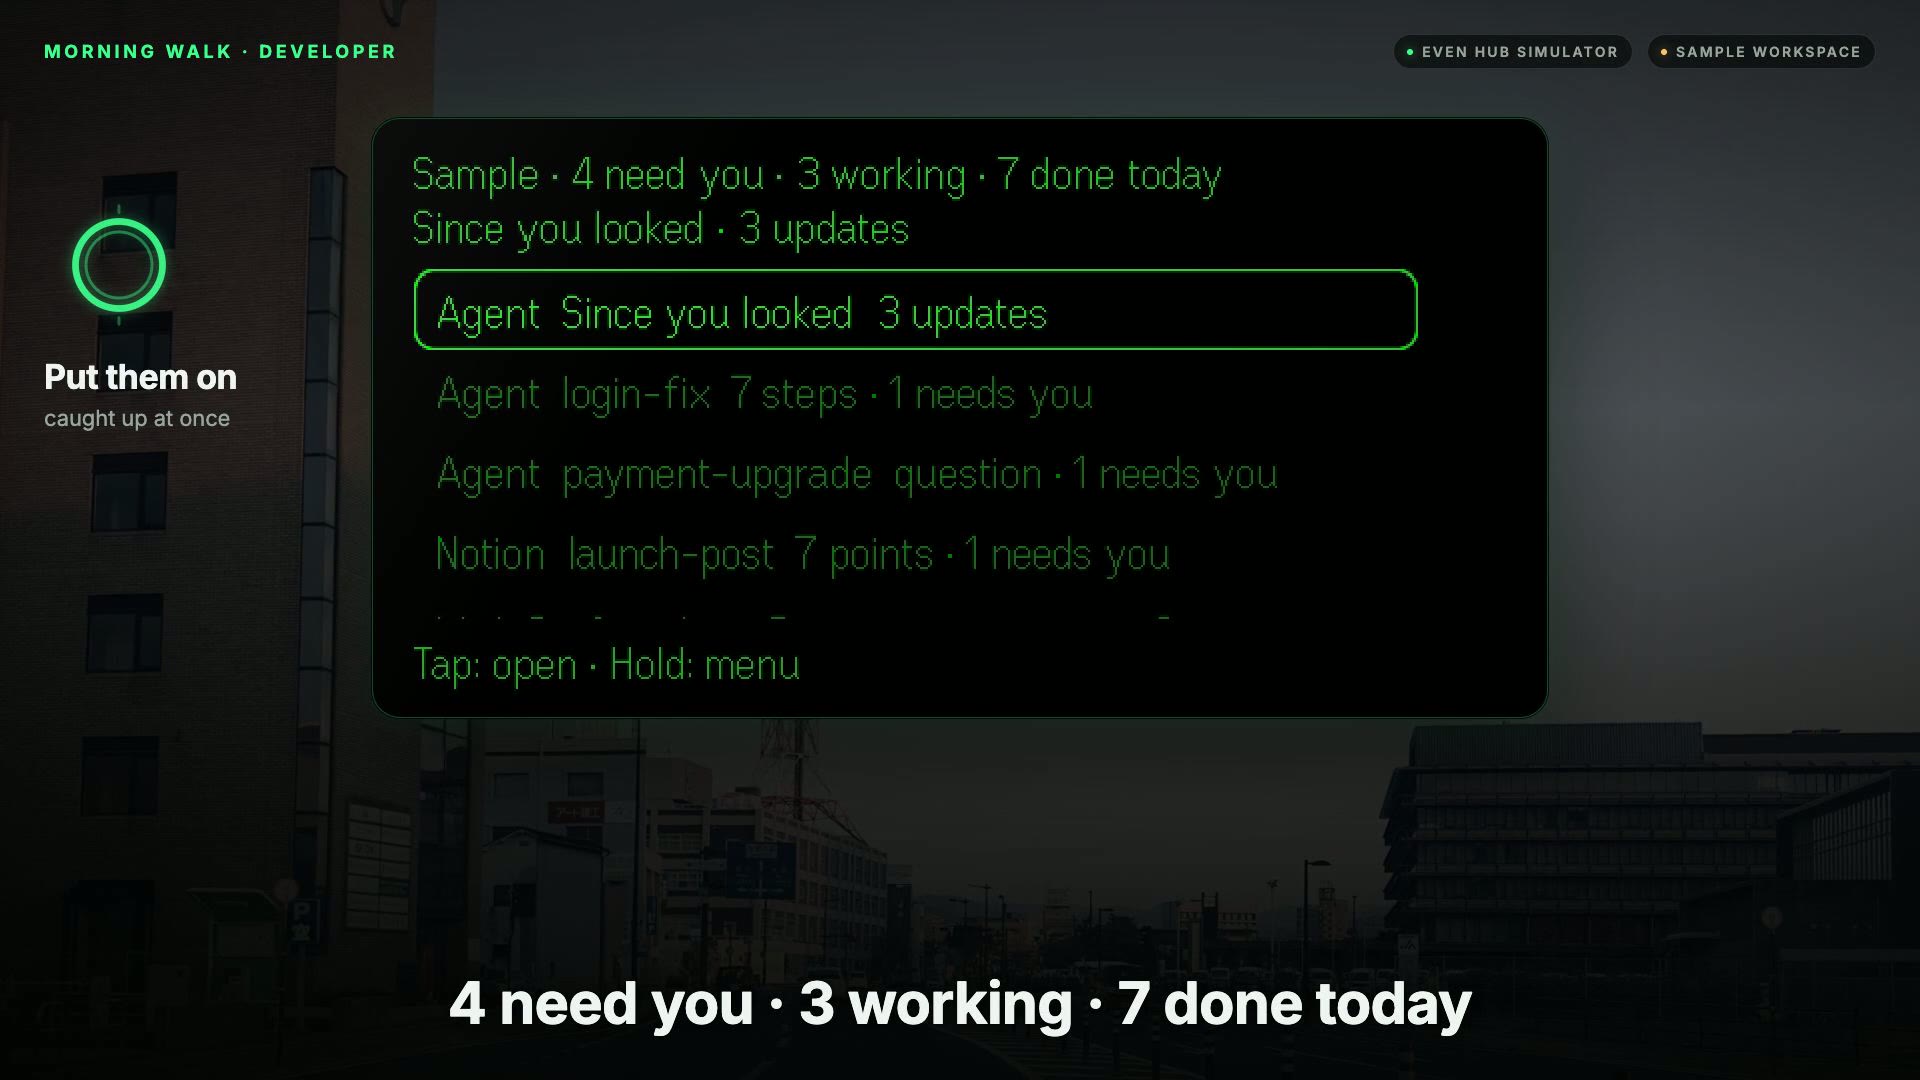 MORNING WALK · DEVELOPER
EVEN HUB SIMULATOR
SAMPLE WORKSPACE
Sample · 4 need you · 3 working · 7 done today
Since you looked · 3 updates
Agent Since you looked 3 updates
Agent login-fix 7 steps · 1 needs you
Agent payment-upgrade question · 1 needs you
Notion launch-post 7 points · 1 needs you
Tap: open · Hold: menu
Put them on
caught up at once
P
4 need you · 3 working · 7 done today